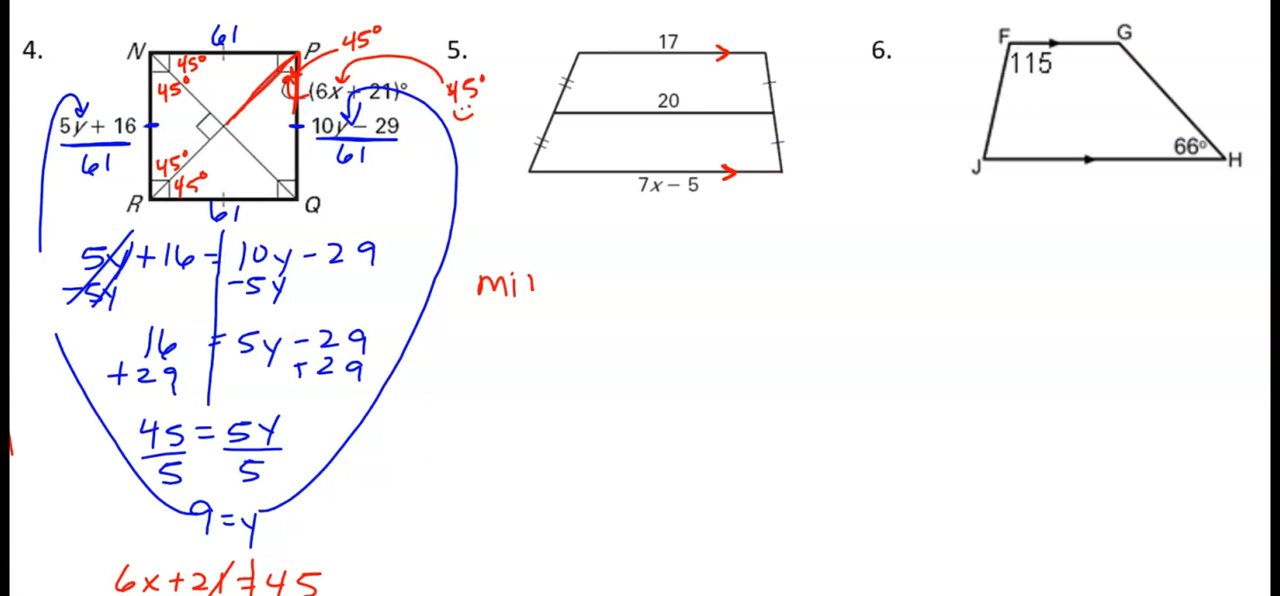 4.
61
N
P
45°
45°
45°
(6x + 21)°
45°
5y + 16
61
10y – 29
61
45°
45°
R
61
Q
5y + 16 = 10y - 29
-5y
-5y
16 = 5y - 29
+29
+29
45 = 5y
5
5
9 = y
6x + 21 = 45
5.
17
20
7x – 5
6.
F
G
115
66°
J
H